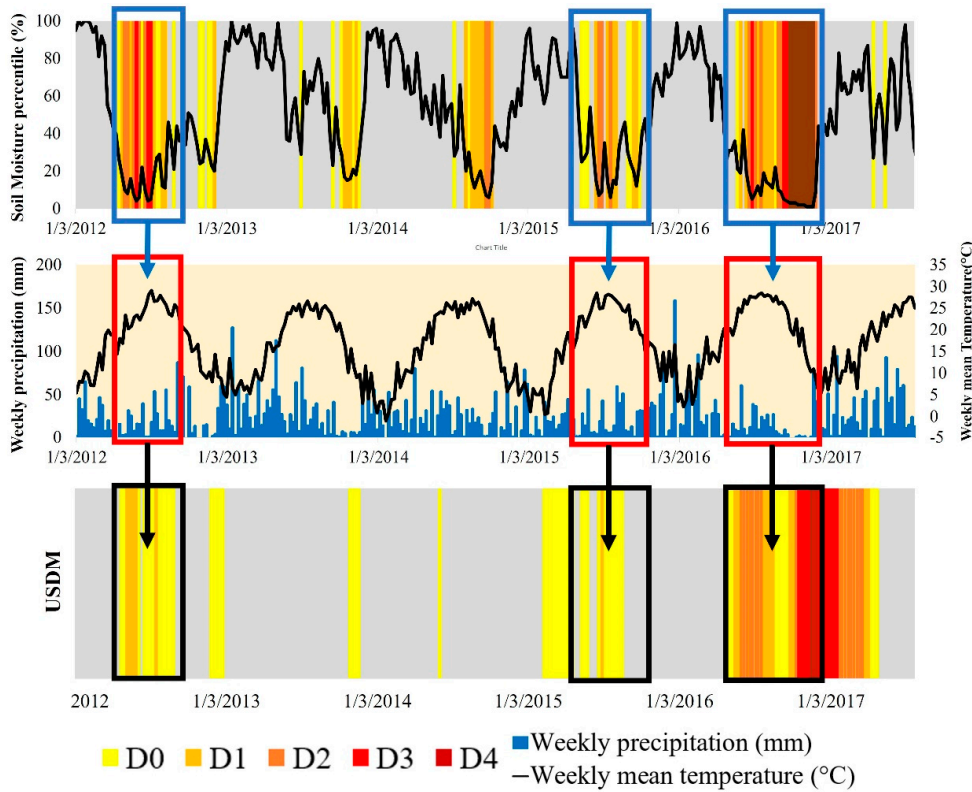 Soil Moisture percentile (%)
100
80
60
40
20
0
1/3/2012 1/3/2013 1/3/2014 1/3/2015 1/3/2016 1/3/2017
Chart Title
Weekly precipitation (mm)
200
150
100
50
0
Weekly Mean Temperature(°C)
35
30
25
20
15
10
5
0
-5
1/3/2012 1/3/2013 1/3/2014 1/3/2015 1/3/2016 1/3/2017
USDM
2012 1/3/2013 1/3/2014 1/3/2015 1/3/2016 1/3/2017
D0 D1 D2 D3 D4 Weekly precipitation (mm)
Weekly mean temperature (°C)